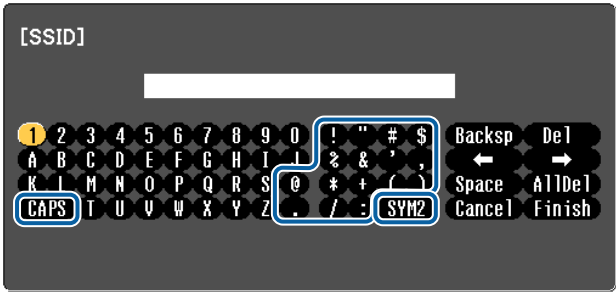 [SSID]
1 2 3 4 5 6 7 8 9 0 ! " # $ Backsp Del
A B C D E F G H I J % & ' , ← →
K L M N O P Q R S @ * + ( ) Space AllDel
CAPS T U V W X Y Z . / : SYM2 Cancel Finish